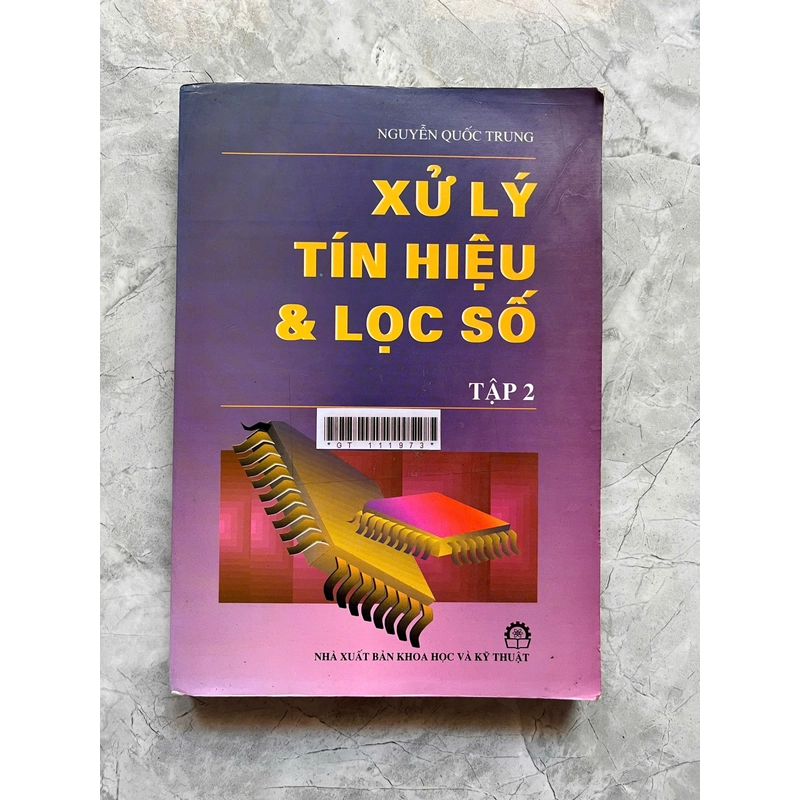 NGUYỄN QUỐC TRUNG
XỬ LÝ
TÍN HIỆU
& LỌC SỐ
TẬP 2
*GT 111973*
NHÀ XUẤT BẢN KHOA HỌC VÀ KỸ THUẬT